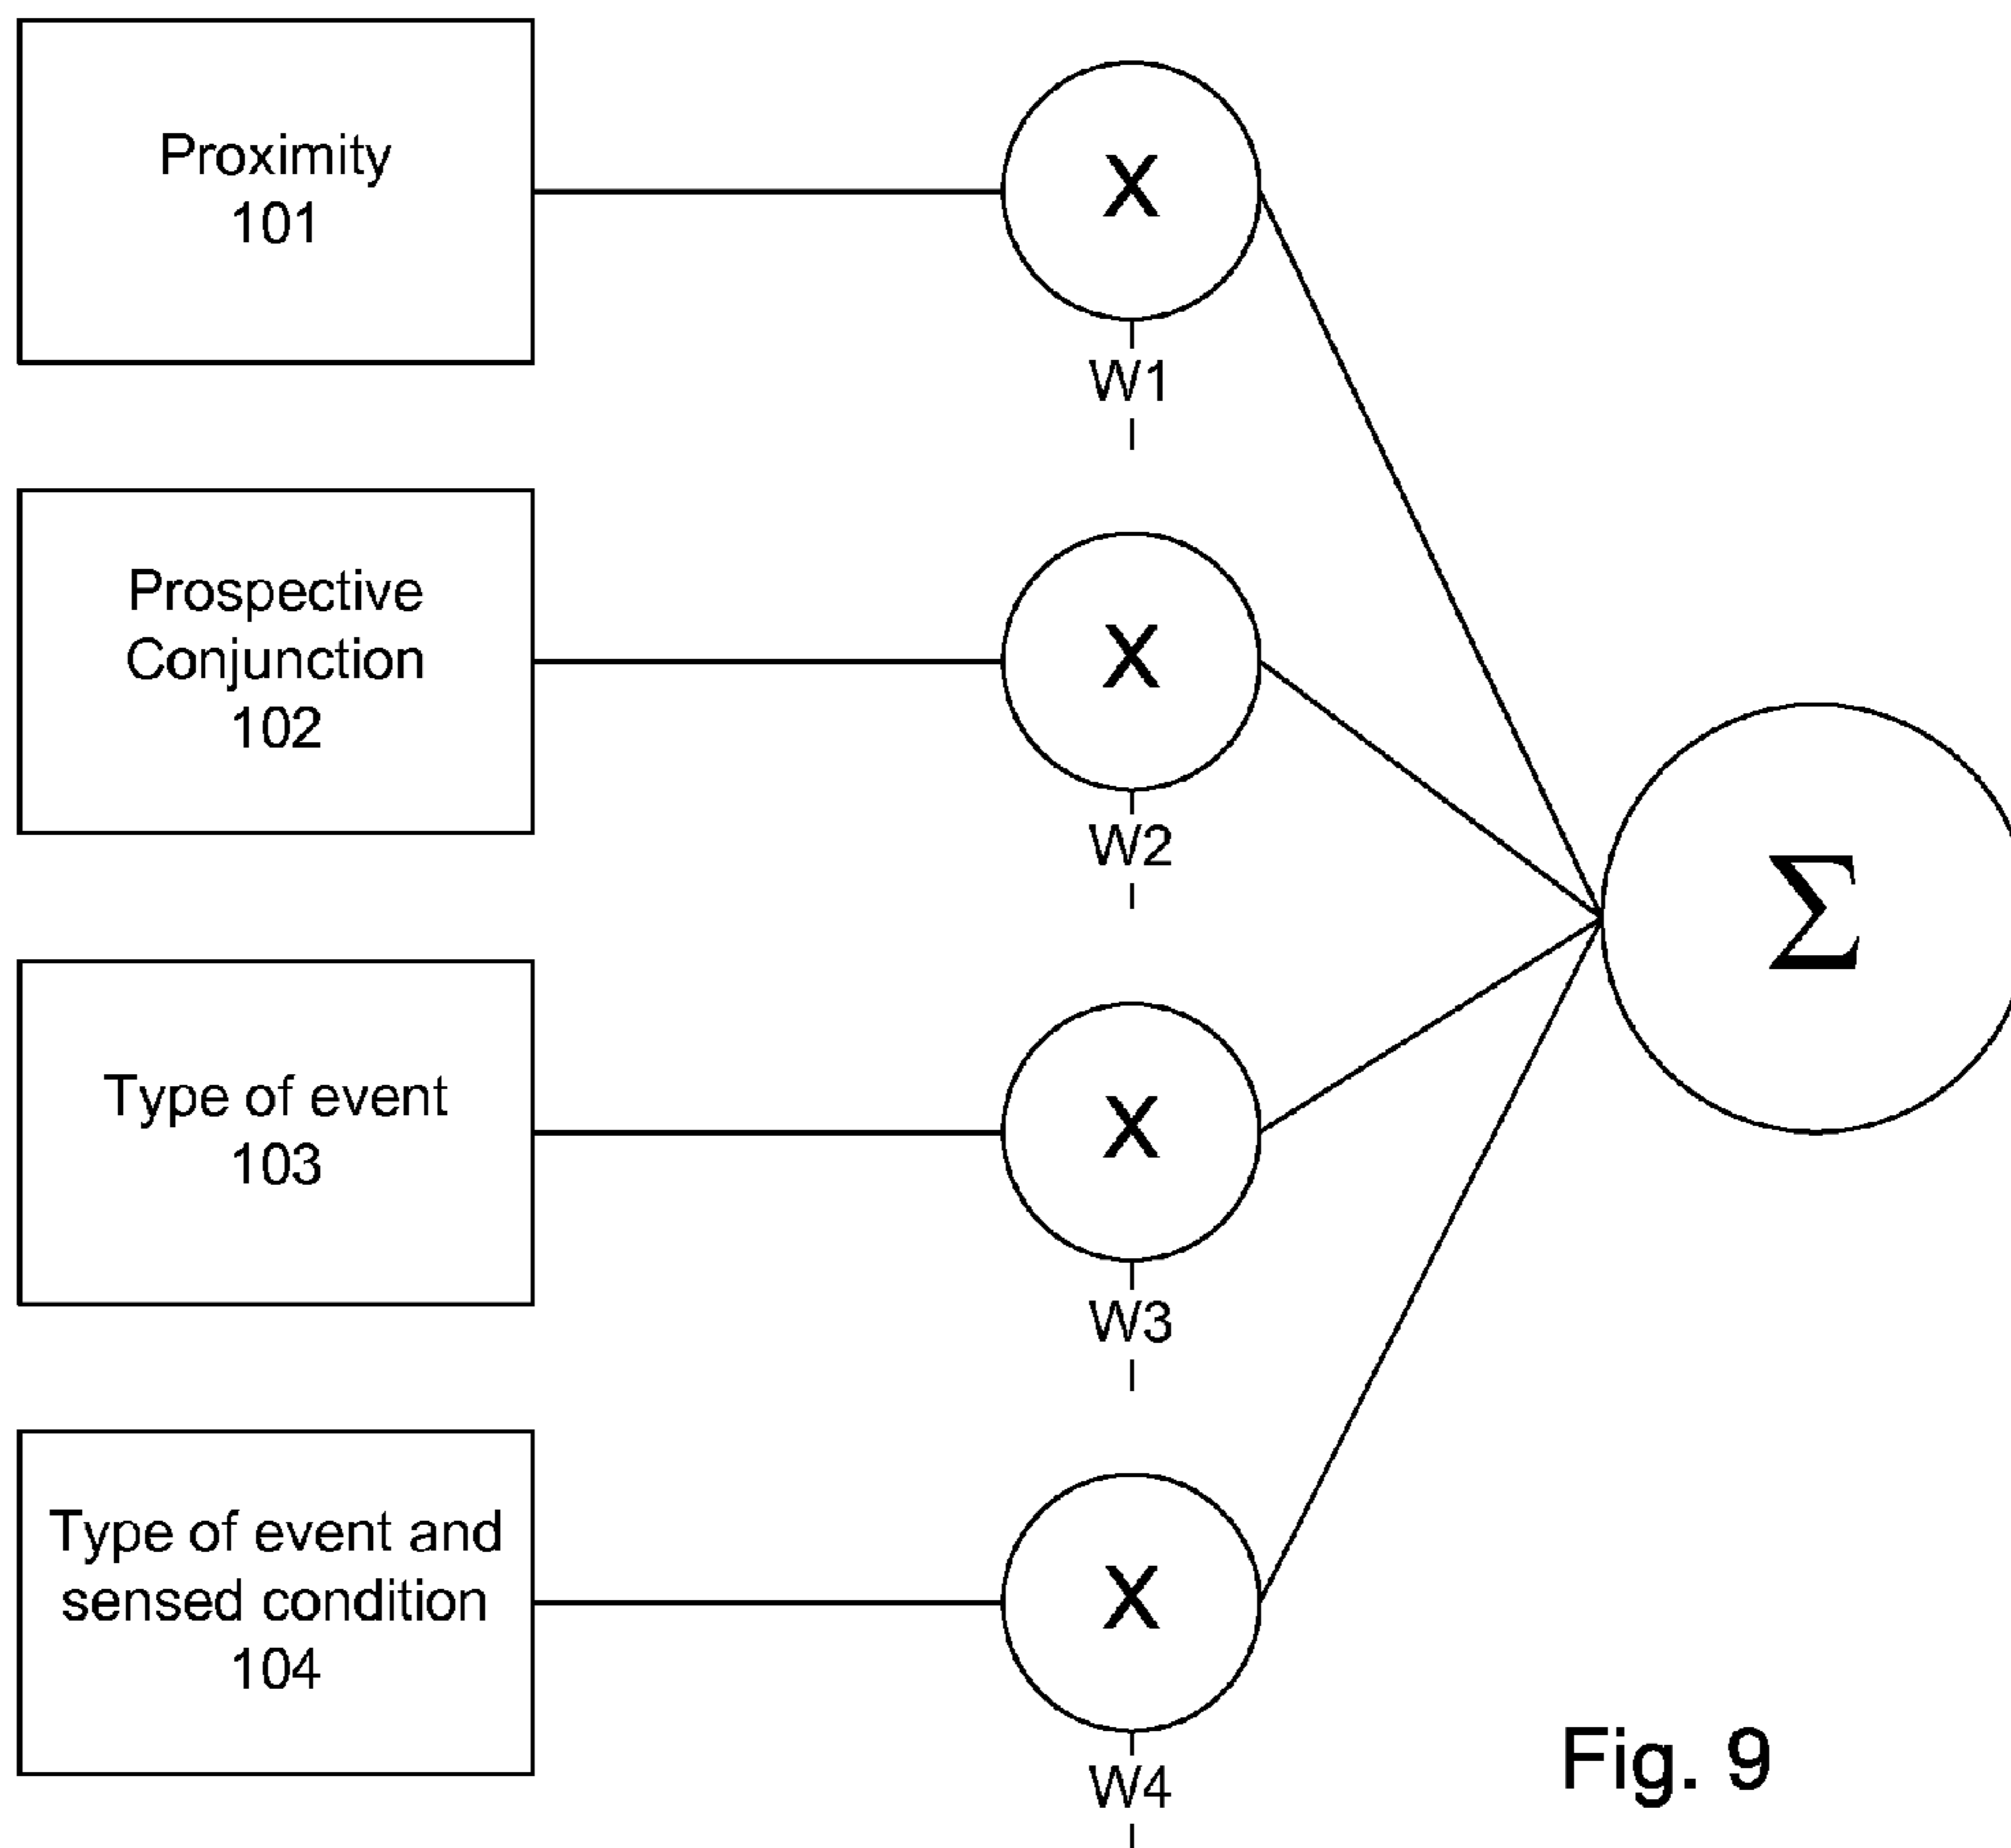 Proximity
101
X
W1
Prospective
Conjunction
102
X
W2
Σ
Type of event
103
X
W3
Type of event and
sensed condition
104
X
W4
Fig. 9